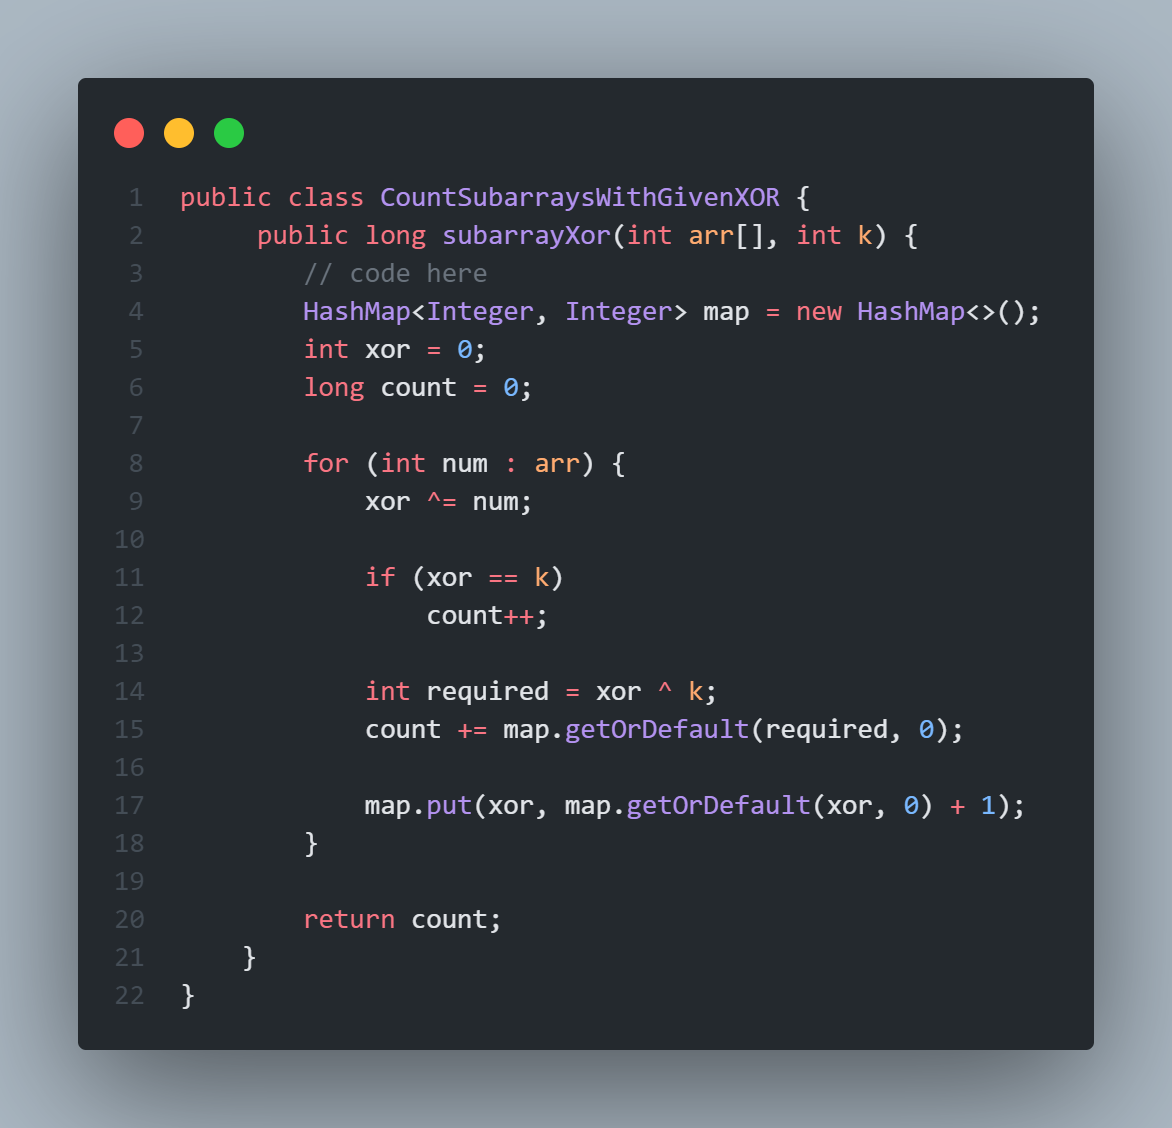 1 public class CountSubarraysWithGivenXOR {
2      public long subarrayXor(int arr[], int k) {
3         // code here
4         HashMap<Integer, Integer> map = new HashMap<>();
5         int xor = 0;
6         long count = 0;
7
8         for (int num : arr) {
9             xor ^= num;
10
11             if (xor == k)
12                 count++;
13
14             int required = xor ^ k;
15             count += map.getOrDefault(required, 0);
16
17             map.put(xor, map.getOrDefault(xor, 0) + 1);
18         }
19
20         return count;
21     }
22 }